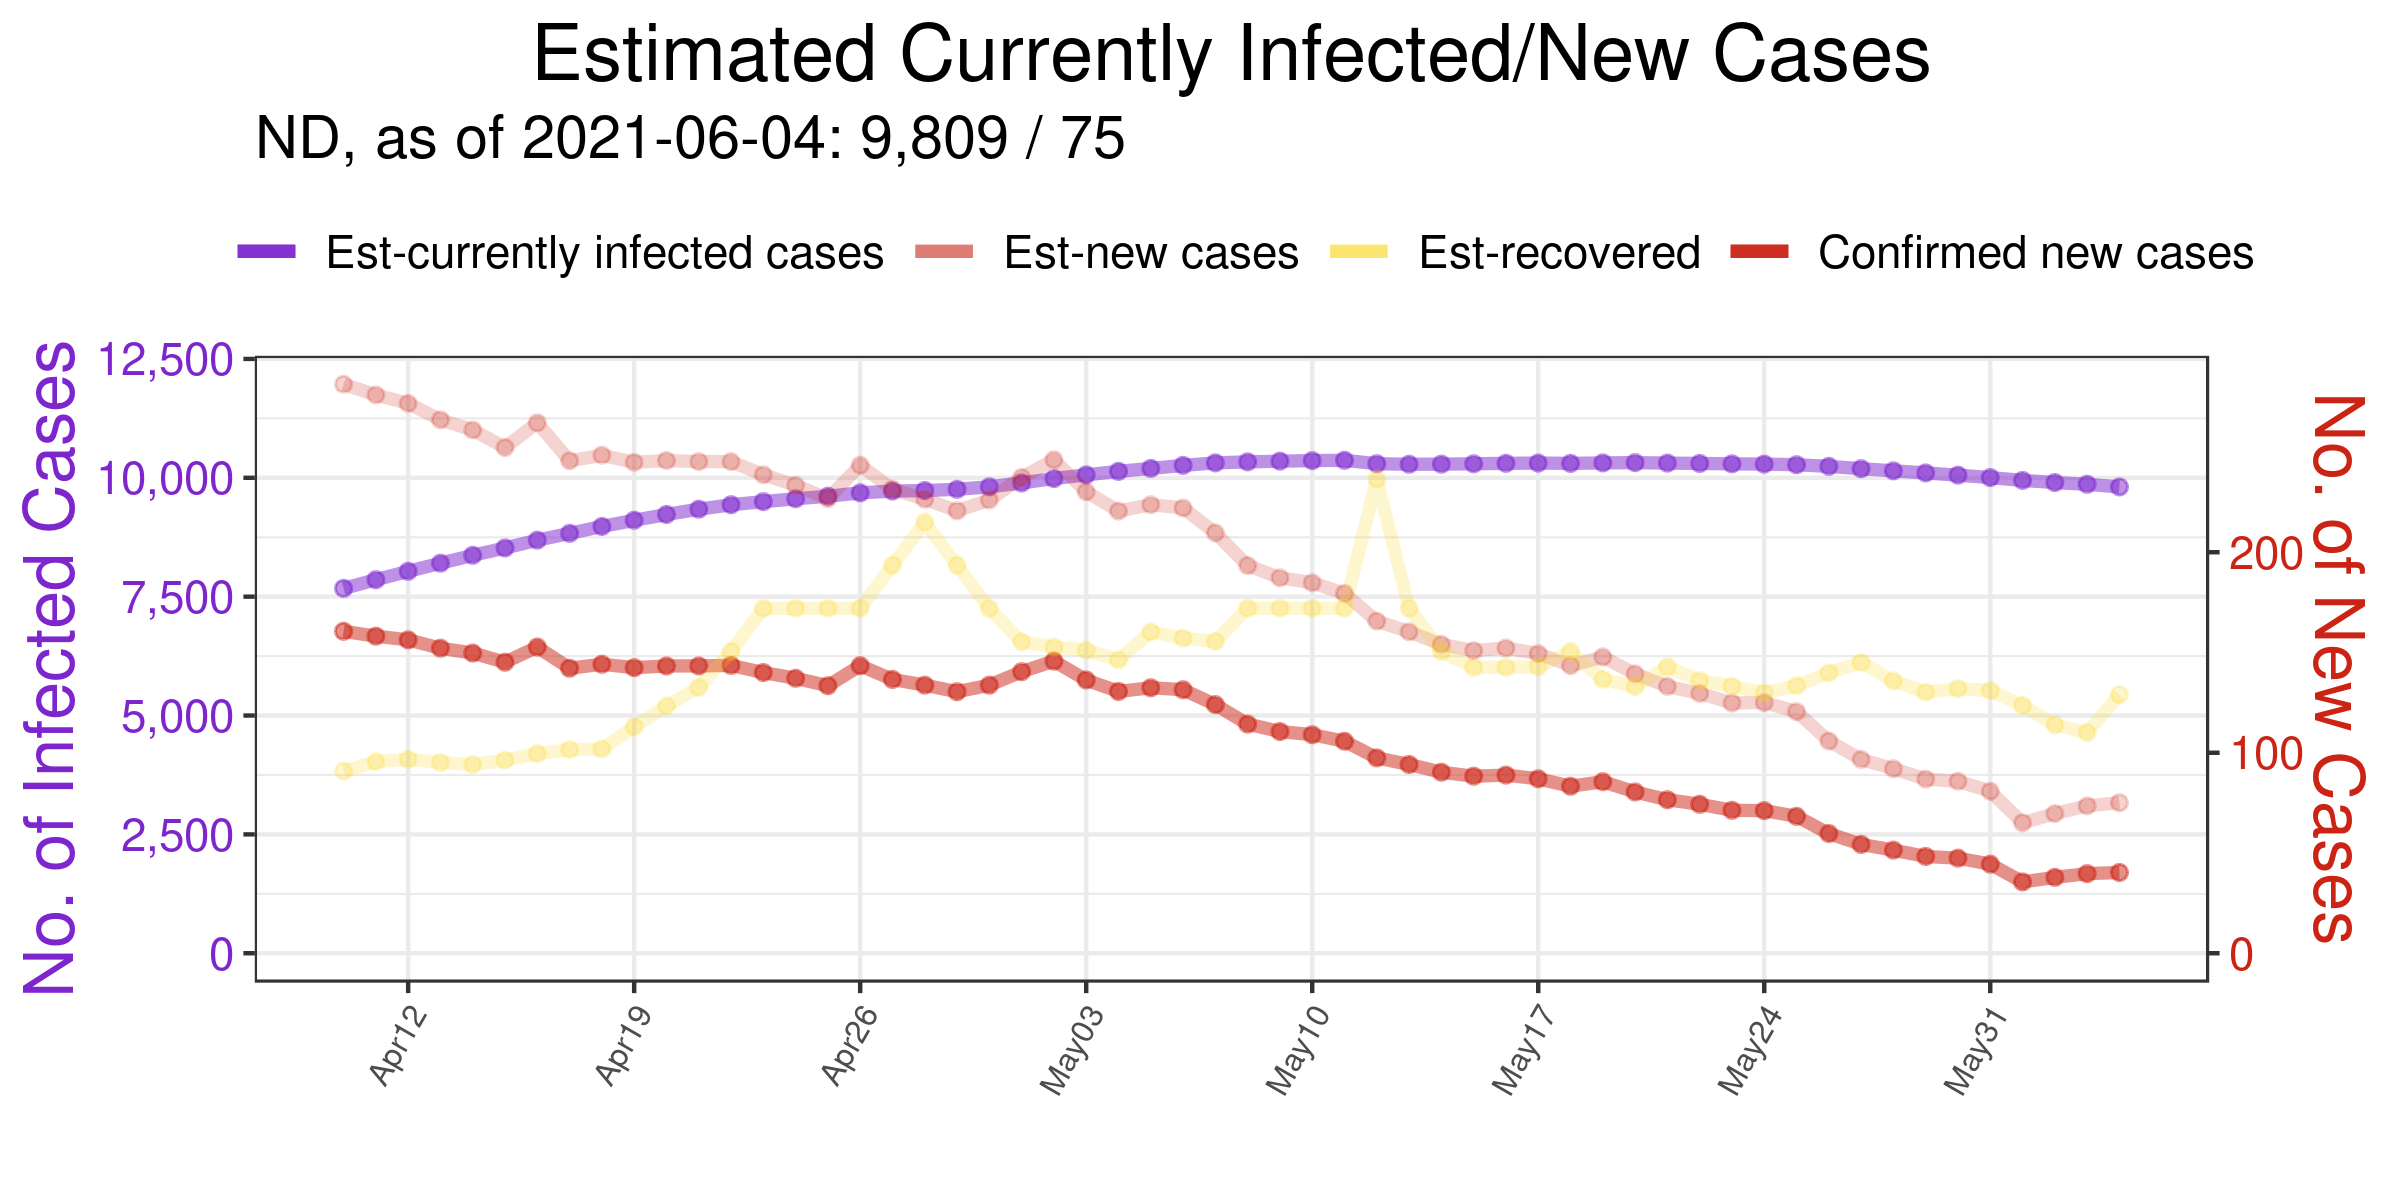 Estimated Currently Infected/New Cases
ND, as of 2021-06-04: 9,809 / 75
Est-currently infected cases
Est-new cases
Est-recovered
Confirmed new cases
No. of Infected Cases
12,500
10,000
7,500
5,000
2,500
0
No. of New Cases
200
100
0
Apr12
Apr19
Apr26
May03
May10
May17
May24
May31